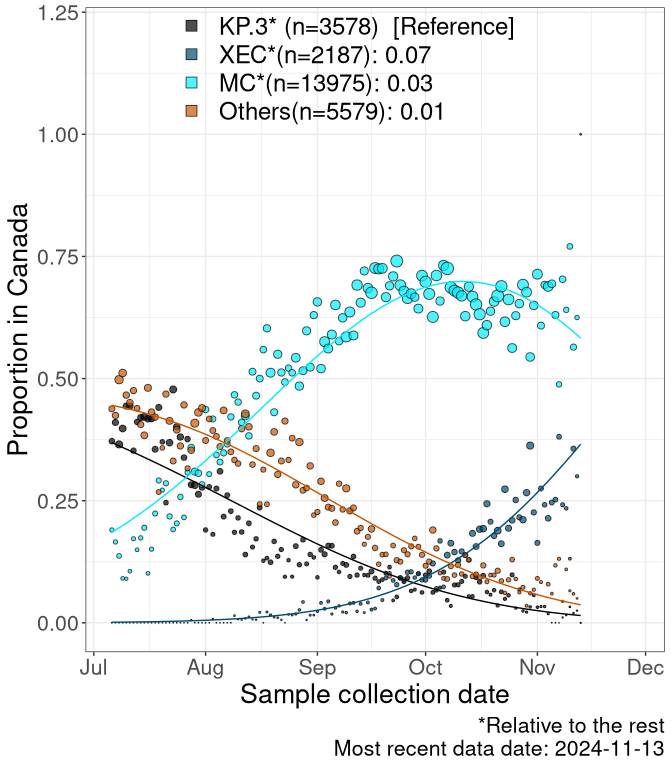 KP.3* (n=3578)  [Reference]
XEC*(n=2187): 0.07
MC*(n=13975): 0.03
Others(n=5579): 0.01
1.25
1.00
0.75
0.50
0.25
0.00
Proportion in Canada
Jul Aug Sep Oct Nov Dec
Sample collection date
*Relative to the rest
Most recent data date: 2024-11-13